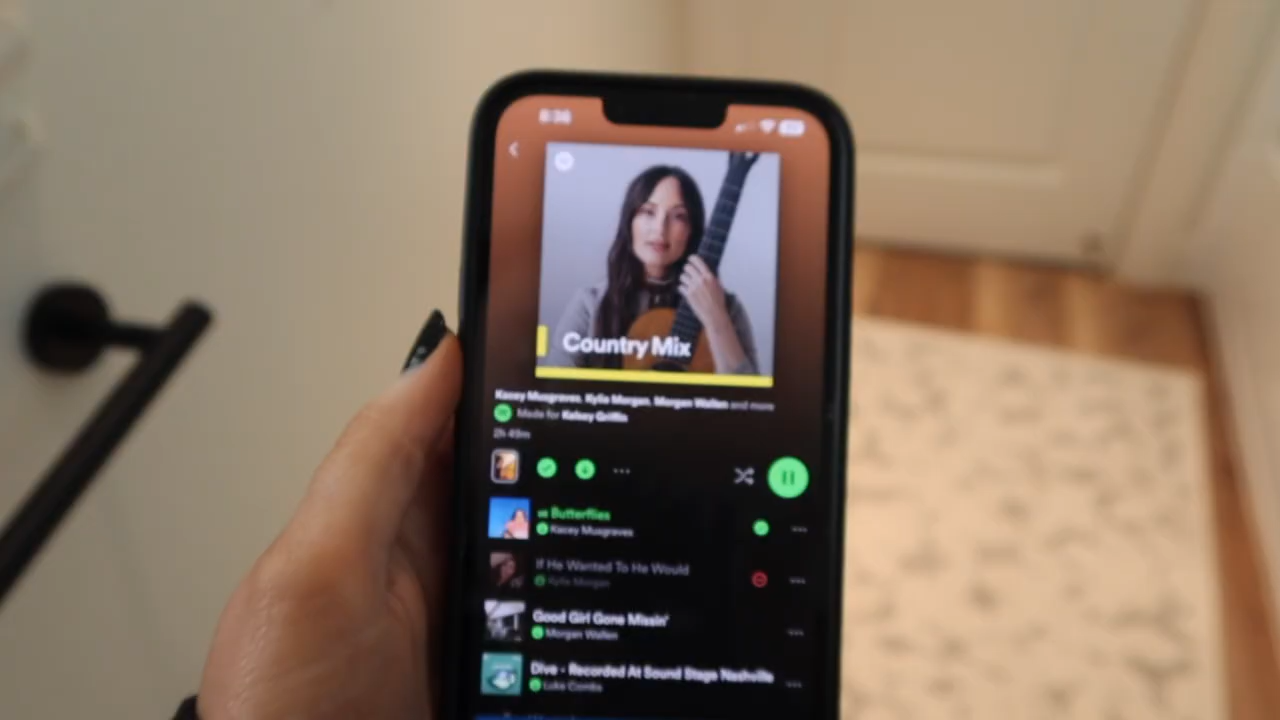 8:36
Country Mix
Kacey Musgraves, Kylie Morgan, Morgan Wallen and more
Made for Kelsey Griffin
2h 49m
Butterflies
Kacey Musgraves
If He Wanted To He Would
Kylie Morgan
Good Girl Gone Missin'
Morgan Wallen
Dive - Recorded At Sound Stage Nashville
Luke Combs